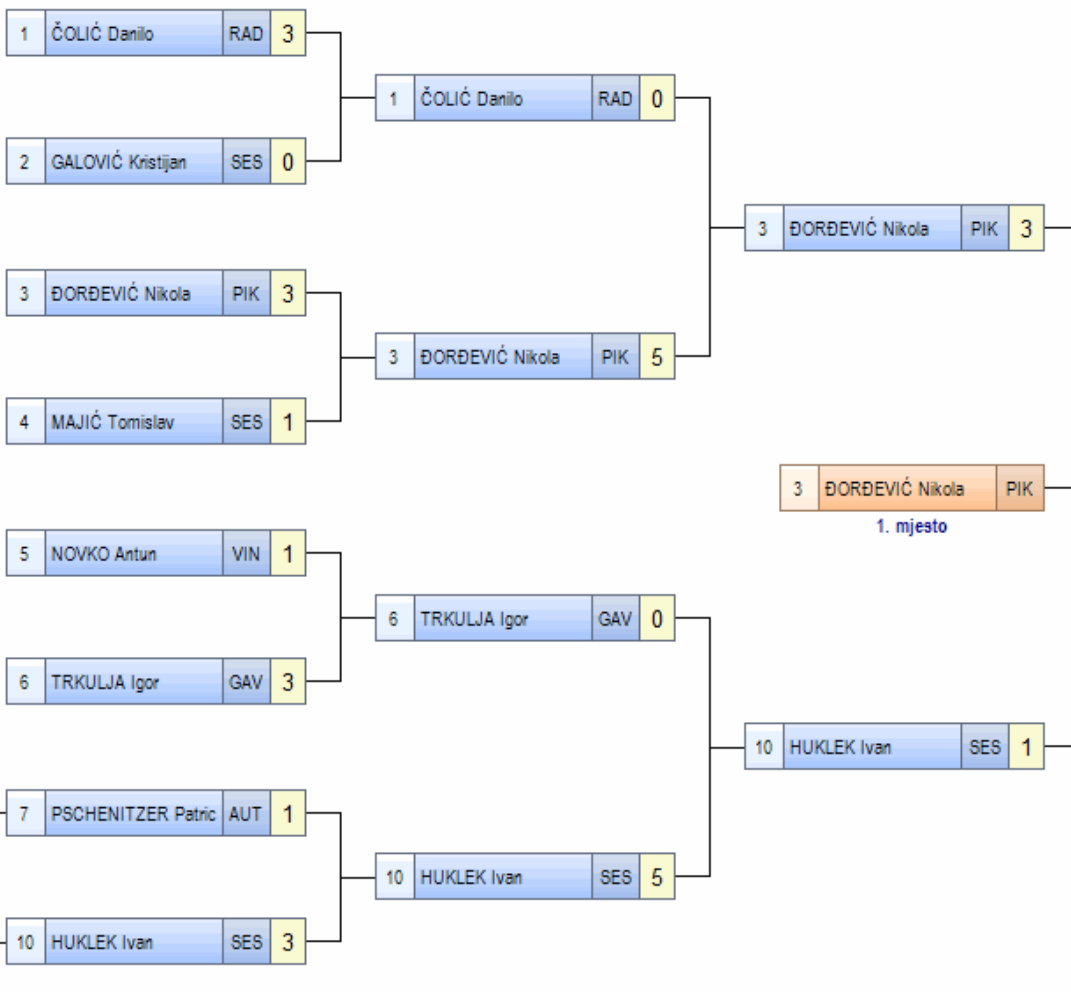 1 ČOLIĆ Danilo RAD 3
1 ČOLIĆ Danilo RAD 0
2 GALOVIĆ Kristijan SES 0
3 ĐORĐEVIĆ Nikola PIK 3
3 ĐORĐEVIĆ Nikola PIK 3
3 ĐORĐEVIĆ Nikola PIK 5
4 MAJIĆ Tomislav SES 1
3 ĐORĐEVIĆ Nikola PIK
1. mjesto
5 NOVKO Antun VIN 1
6 TRKULJA Igor GAV 0
6 TRKULJA Igor GAV 3
10 HUKLEK Ivan SES 1
7 PSCHENITZER Patric AUT 1
10 HUKLEK Ivan SES 5
10 HUKLEK Ivan SES 3